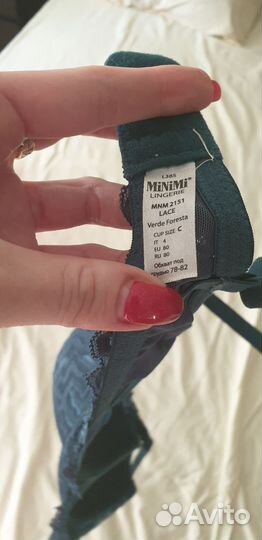 L385
MiNiMi
LINGERIE
MNM 2151
LACE
Verde Foresta
CUP SIZE C
IT 4
EU 80
RU 80
Обхват под
грудью 78-82
Avito